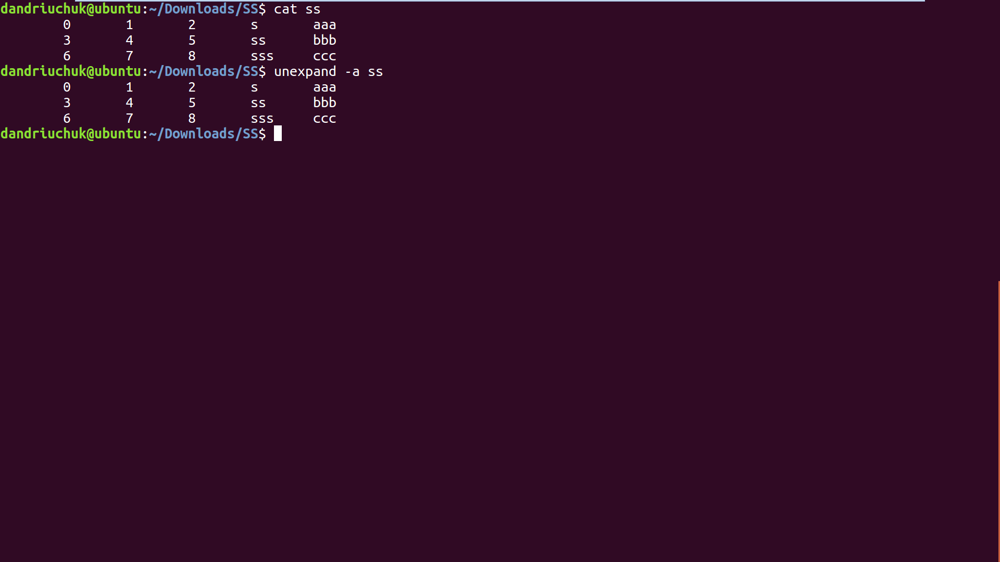 dandriuchuk@ubuntu:~/Downloads/SS$ cat ss
        0       1       2       s       aaa
        3       4       5       ss      bbb
        6       7       8       sss     ccc
dandriuchuk@ubuntu:~/Downloads/SS$ unexpand -a ss
        0       1       2       s       aaa
        3       4       5       ss      bbb
        6       7       8       sss     ccc
dandriuchuk@ubuntu:~/Downloads/SS$